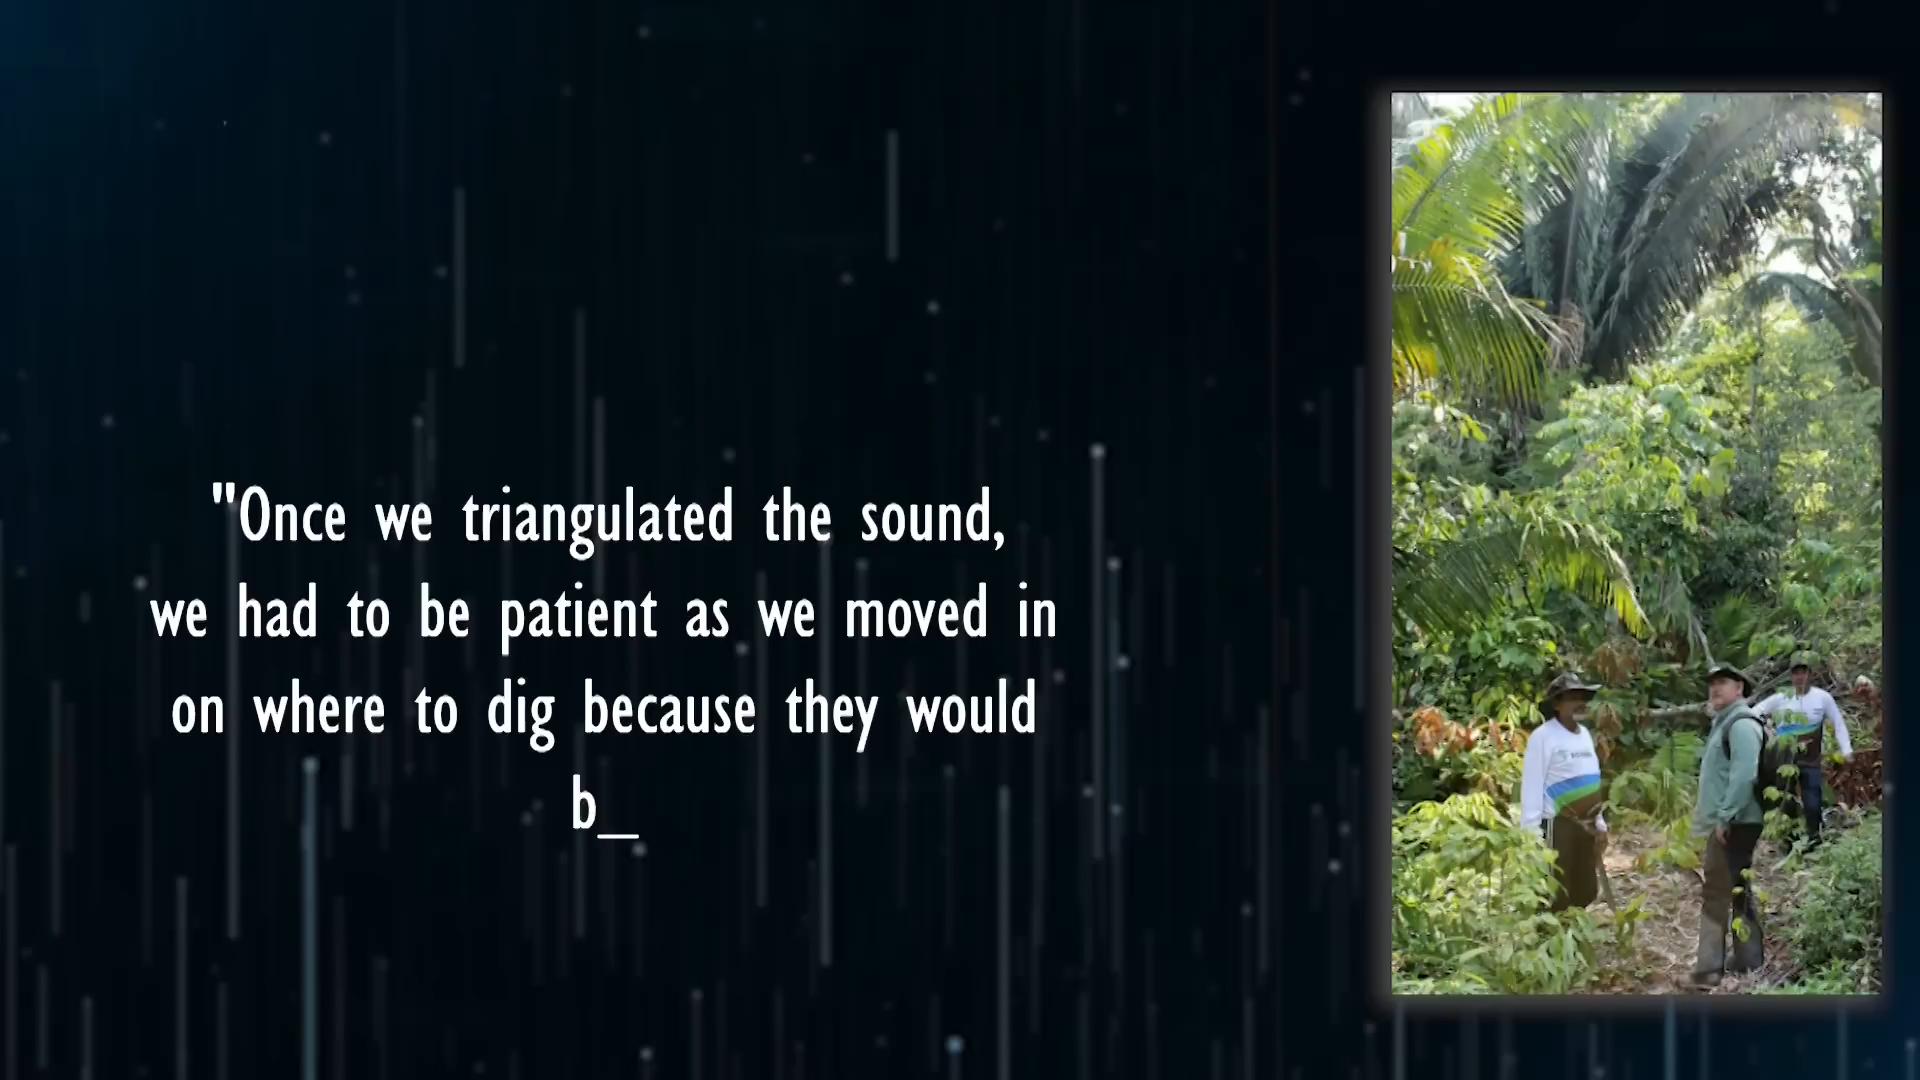 "Once we triangulated the sound,
we had to be patient as we moved in
on where to dig because they would
b_